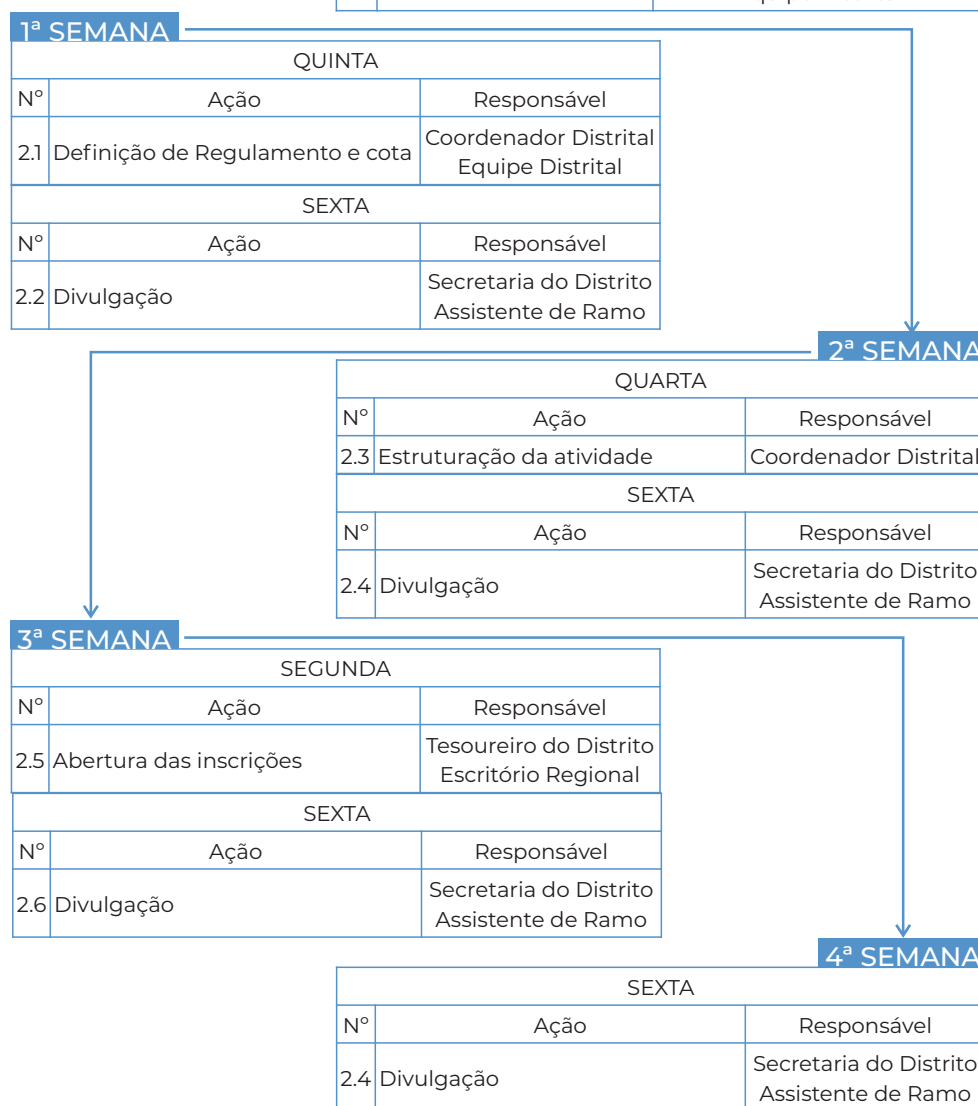 1ª SEMANA
QUINTA
Nº Ação Responsável
2.1 Definição de Regulamento e cota Coordenador Distrital
Equipe Distrital
SEXTA
Nº Ação Responsável
2.2 Divulgação Secretaria do Distrito
Assistente de Ramo
2ª SEMANA
QUARTA
Nº Ação Responsável
2.3 Estruturação da atividade Coordenador Distrital
SEXTA
Nº Ação Responsável
2.4 Divulgação Secretaria do Distrito
Assistente de Ramo
3ª SEMANA
SEGUNDA
Nº Ação Responsável
2.5 Abertura das inscrições Tesoureiro do Distrito
Escritório Regional
SEXTA
Nº Ação Responsável
2.6 Divulgação Secretaria do Distrito
Assistente de Ramo
4ª SEMANA
SEXTA
Nº Ação Responsável
2.4 Divulgação Secretaria do Distrito
Assistente de Ramo